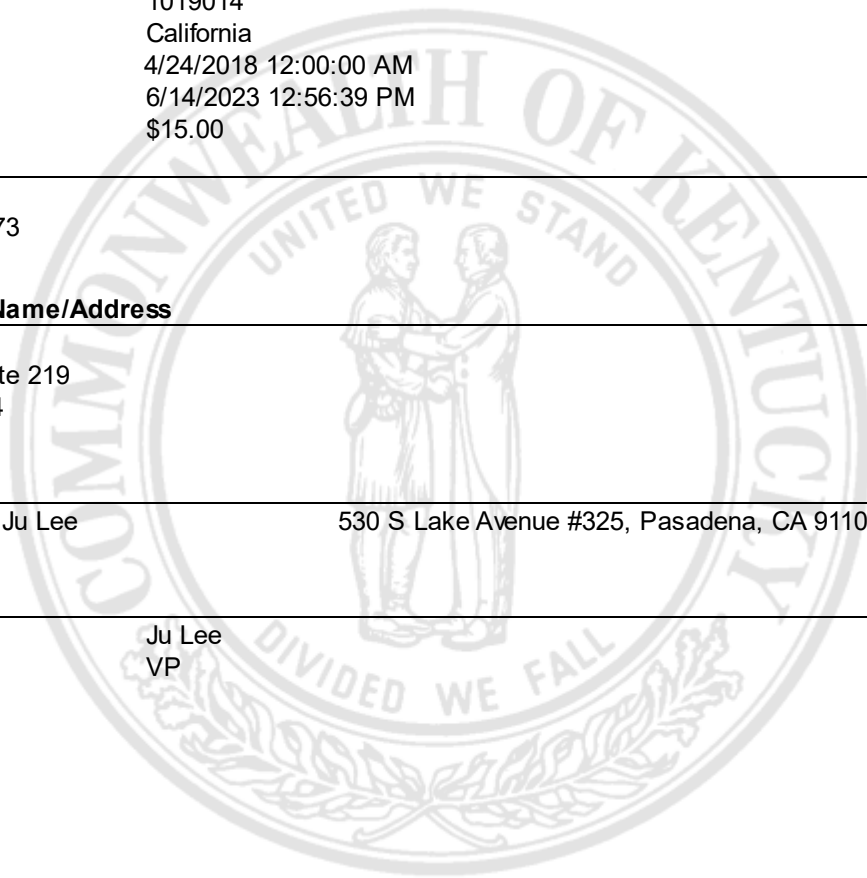 1019014
California
4/24/2018 12:00:00 AM
6/14/2023 12:56:39 PM
$15.00
73
Name/Address
te 219
4
Ju Lee 530 S Lake Avenue #325, Pasadena, CA 9110
Ju Lee
VP
COMMONWEALTH OF KENTUCKY
UNITED WE STAND
DIVIDED WE FALL